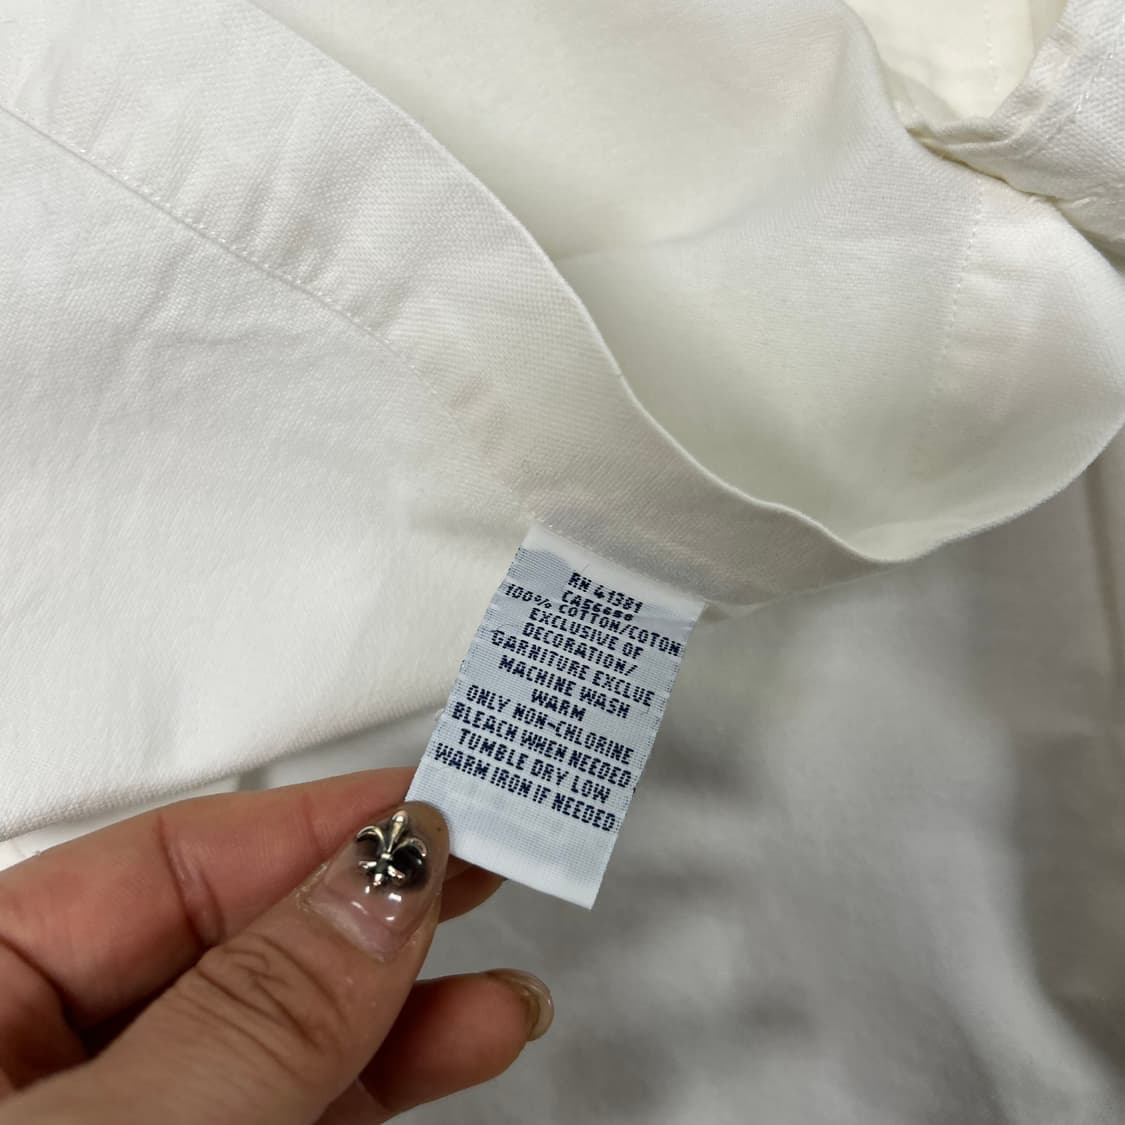 RN 41381
CA56658
100% COTTON/COTON
EXCLUSIVE OF
DECORATION/
GARNITURE EXCLUE
MACHINE WASH
WARM
ONLY NON-CHLORINE
BLEACH WHEN NEEDED
TUMBLE DRY LOW
WARM IRON IF NEEDED